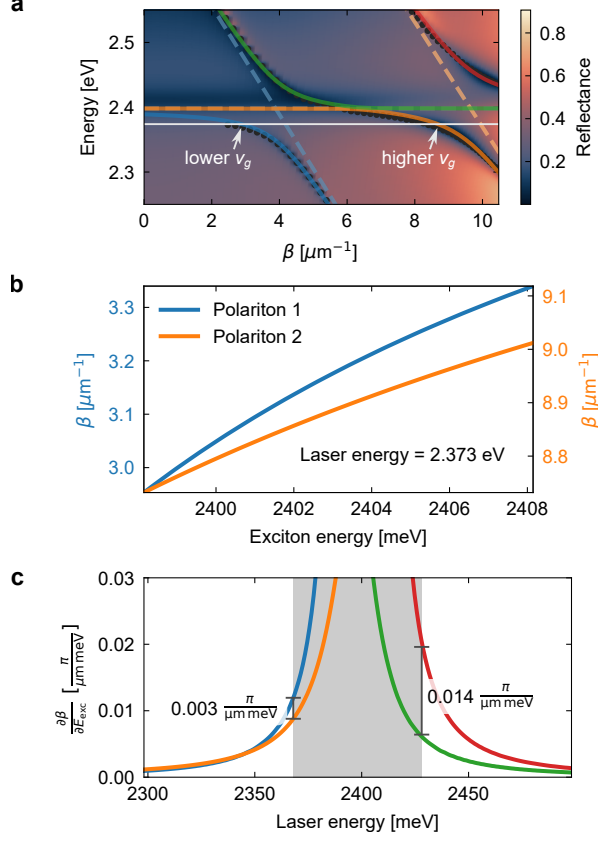 a
Energy [eV]
2.5
2.4
2.3
lower v_g
higher v_g
0 2 4 6 8 10
β [μm⁻¹]
0.8
0.6
0.4
0.2
Reflectance
b
β [μm⁻¹]
3.3
3.2
3.1
3.0
Polariton 1
Polariton 2
Laser energy = 2.373 eV
9.1
9.0
8.9
8.8
β [μm⁻¹]
2400 2402 2404 2406 2408
Exciton energy [meV]
c
∂β/∂E_exc [π/μm meV]
0.03
0.02
0.01
0.00
0.003 π/μm meV
0.014 π/μm meV
2300 2350 2400 2450
Laser energy [meV]